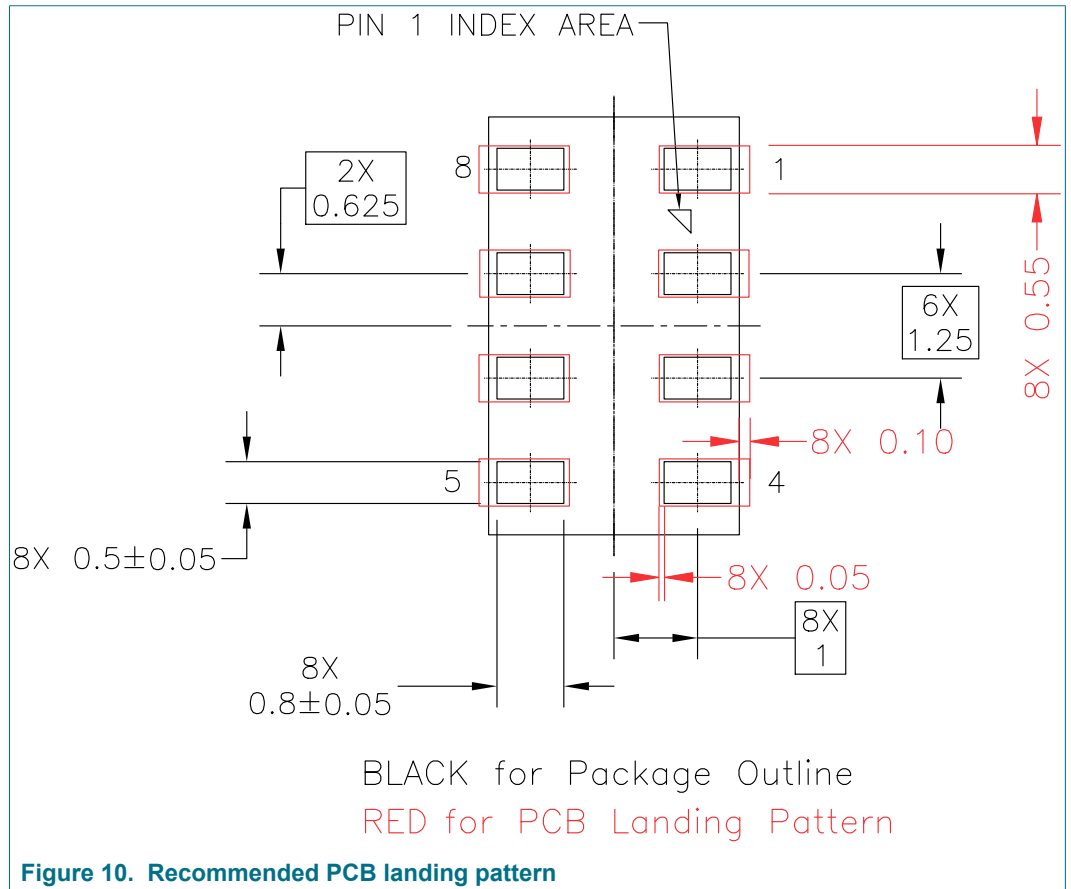 PIN 1 INDEX AREA
8
1
2X
0.625
6X
1.25
8X 0.55
8X 0.10
5
4
8X 0.5±0.05
8X 0.05
8X
1
8X
0.8±0.05
BLACK for Package Outline
RED for PCB Landing Pattern
Figure 10. Recommended PCB landing pattern